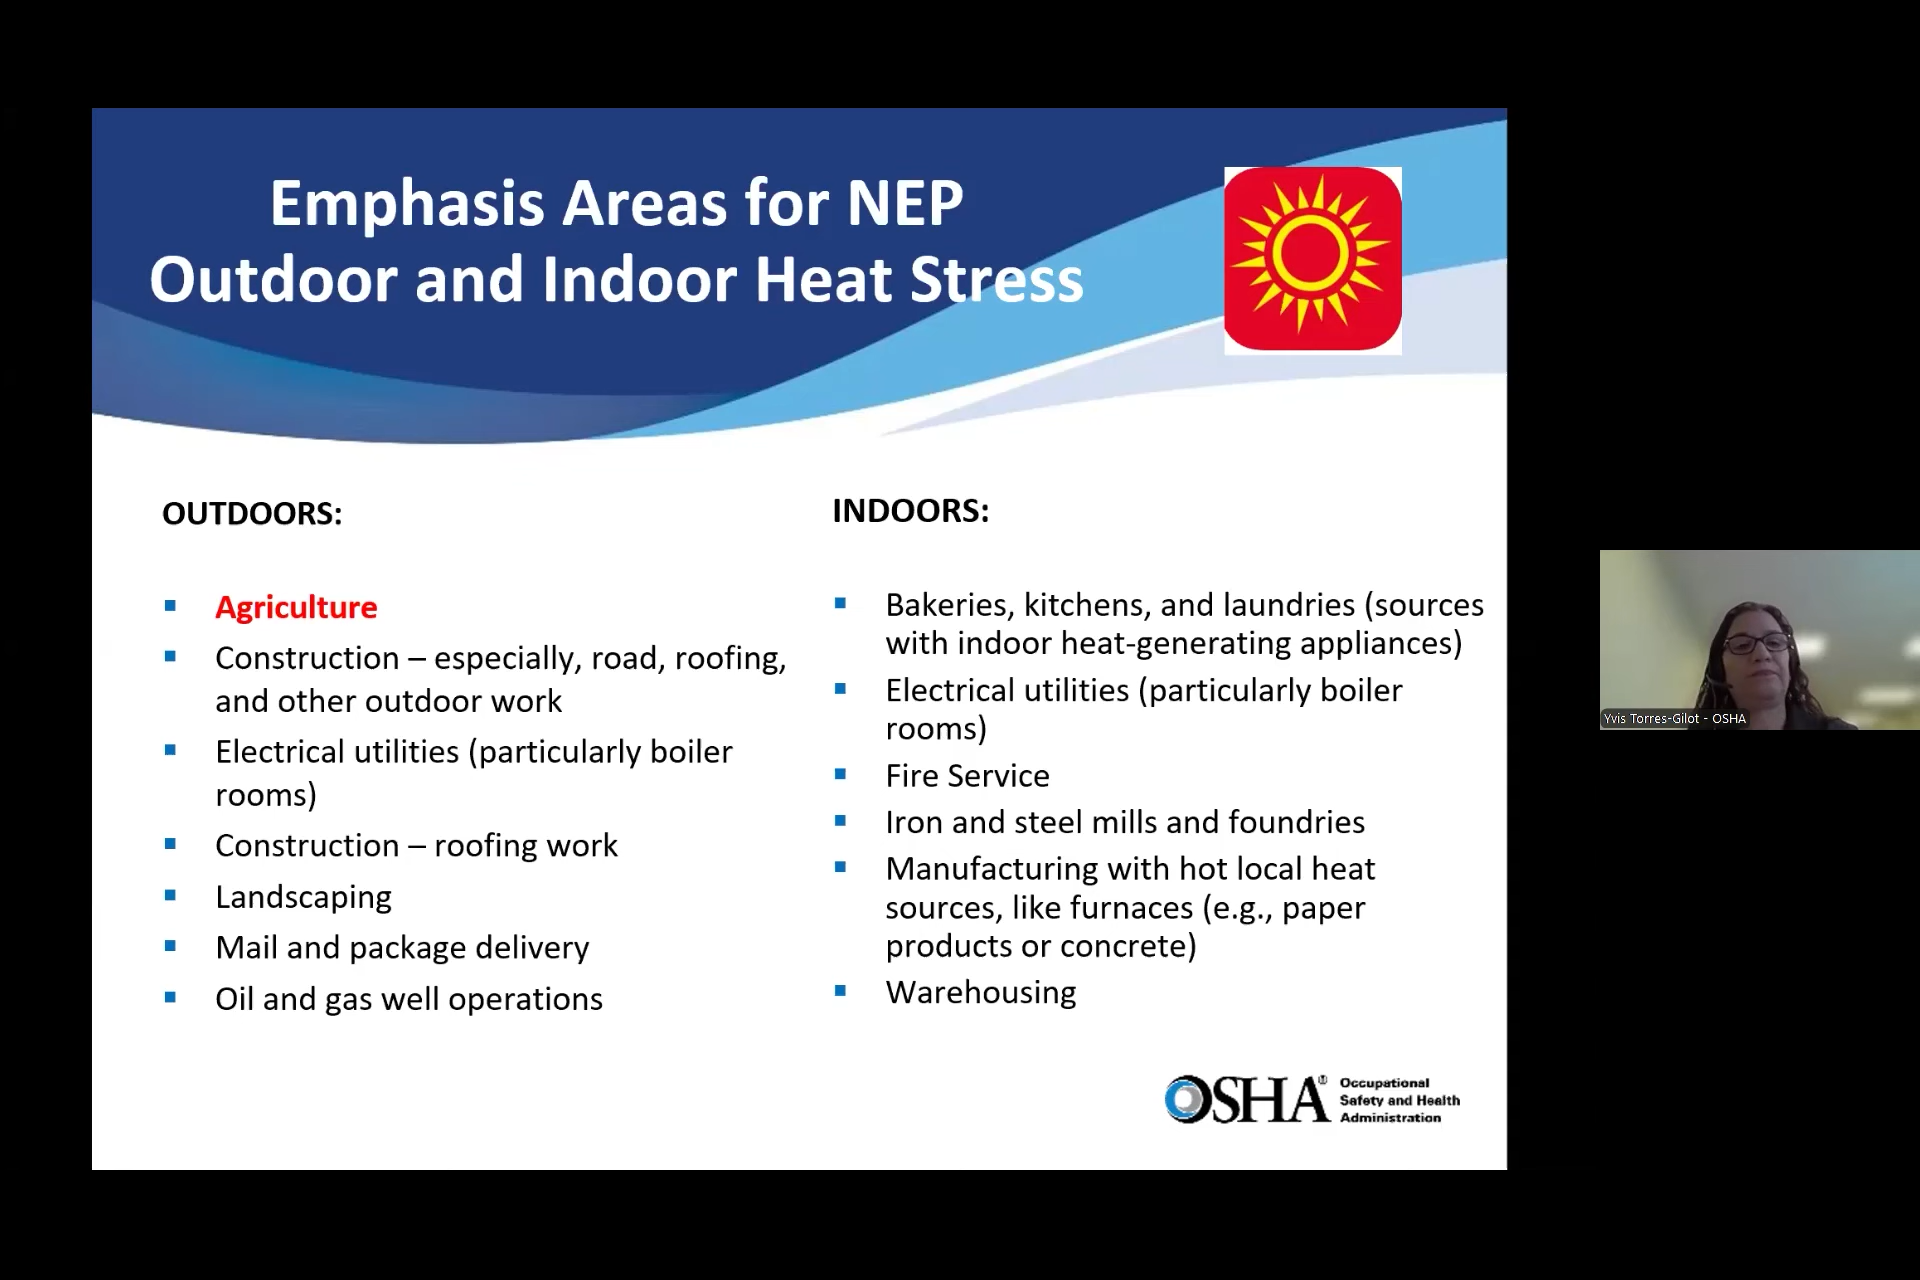 Emphasis Areas for NEP
Outdoor and Indoor Heat Stress
OUTDOORS:
Agriculture
Construction – especially, road, roofing,
and other outdoor work
Electrical utilities (particularly boiler
rooms)
Construction – roofing work
Landscaping
Mail and package delivery
Oil and gas well operations
INDOORS:
Bakeries, kitchens, and laundries (sources
with indoor heat-generating appliances)
Electrical utilities (particularly boiler
rooms)
Fire Service
Iron and steel mills and foundries
Manufacturing with hot local heat
sources, like furnaces (e.g., paper
products or concrete)
Warehousing
OSHA®
Occupational
Safety and Health
Administration
Yvis Torres-Gilot - OSHA